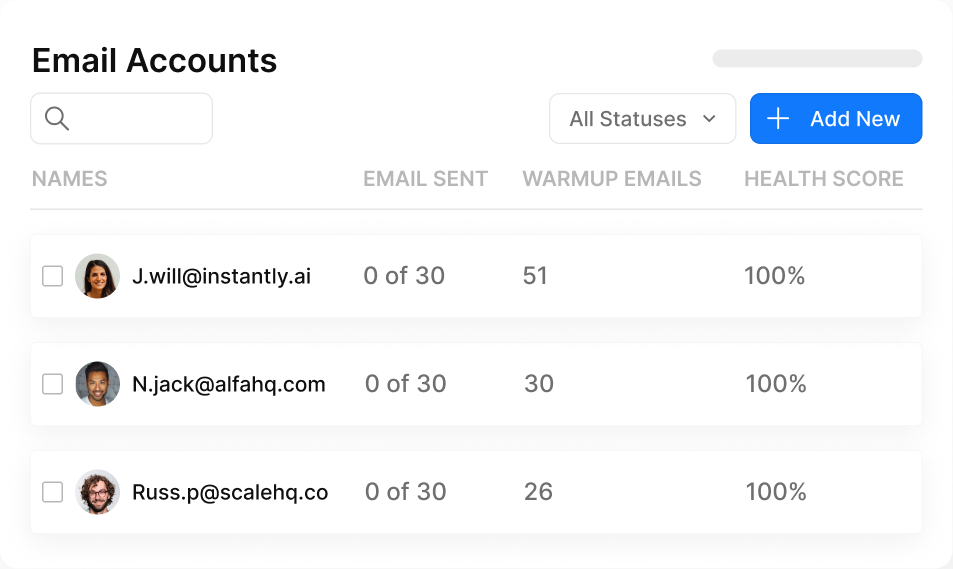 Email Accounts
All Statuses
Add New
NAMES EMAIL SENT WARMUP EMAILS HEALTH SCORE
J.will@instantly.ai 0 of 30 51 100%
N.jack@alfahq.com 0 of 30 30 100%
Russ.p@scalehq.co 0 of 30 26 100%